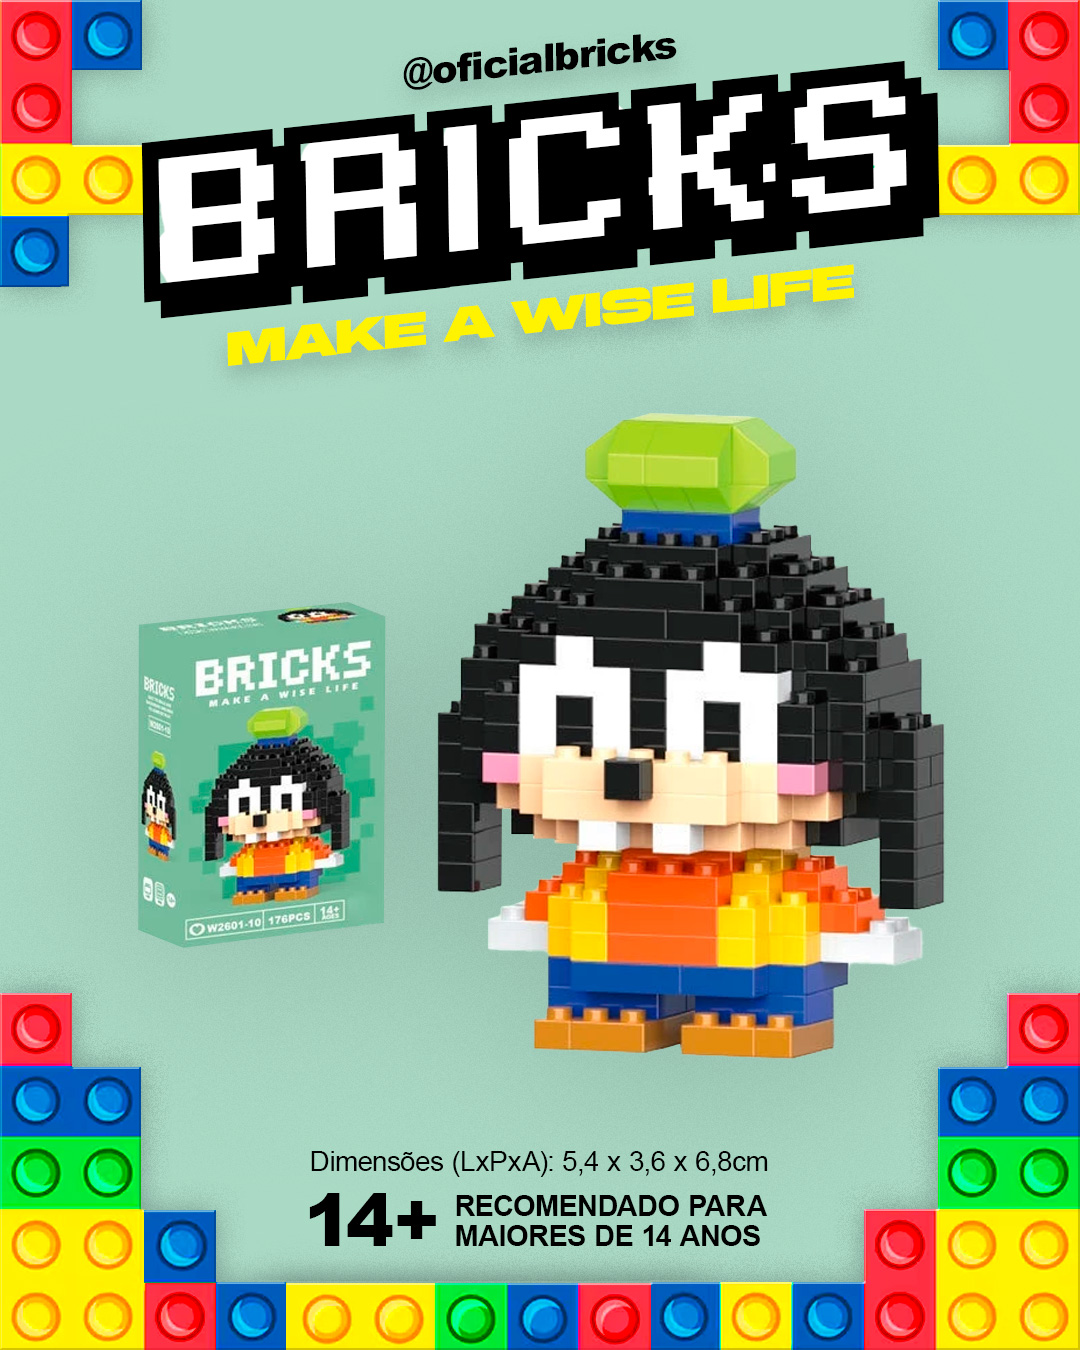 @oficialbricks
BRICKS
MAKE A WISE LIFE
BRICKS
MAKE A WISE LIFE
BRICKS
W2601-10
176PCS
14+
AGES
Dimensões (LxPxA): 5,4 x 3,6 x 6,8cm
14+
RECOMENDADO PARA
MAIORES DE 14 ANOS